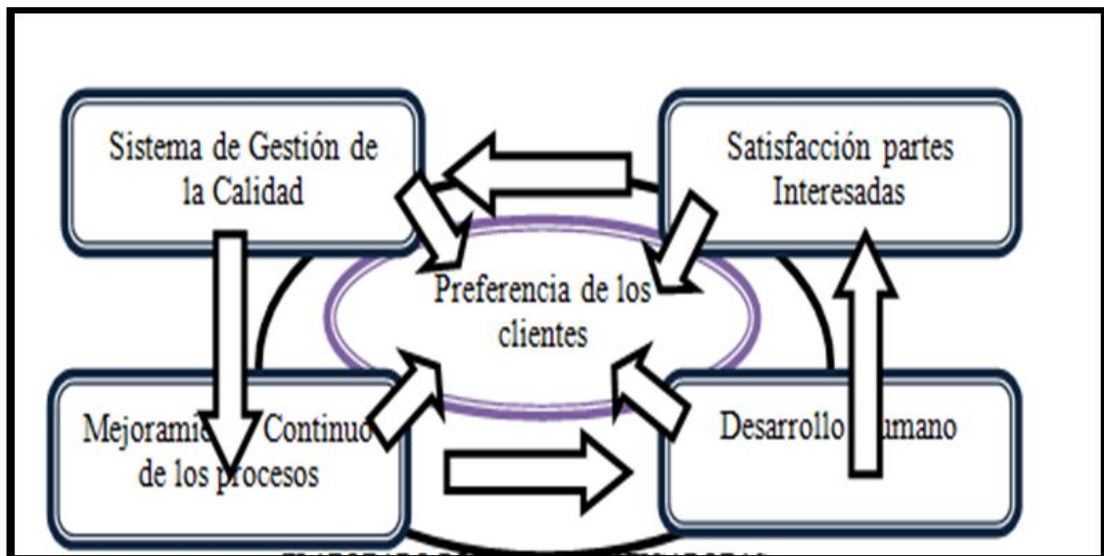 Sistema de Gestión de
la Calidad
Satisfacción partes
Interesadas
Preferencia de los
clientes
Continuo
de los procesos
Desarrollo